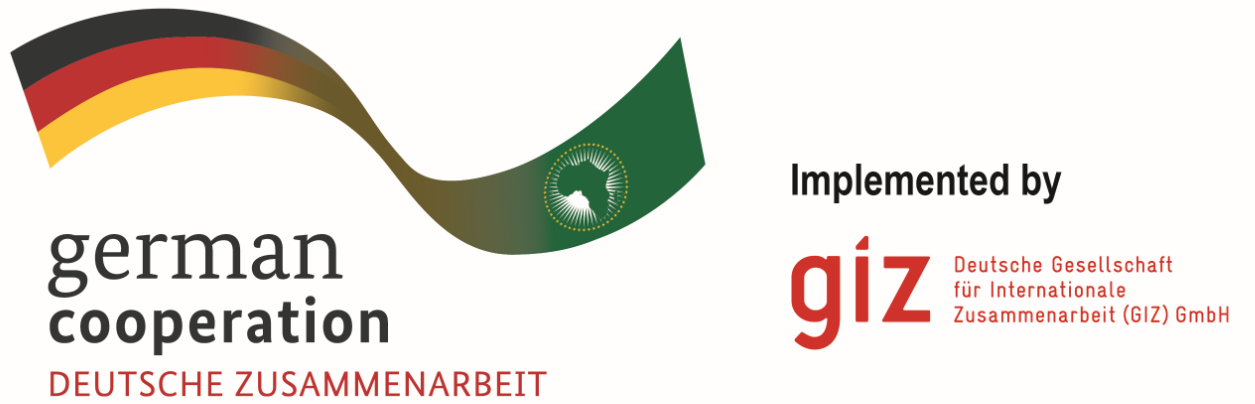 german
cooperation
DEUTSCHE ZUSAMMENARBEIT
Implemented by
giz
Deutsche Gesellschaft
für Internationale
Zusammenarbeit (GIZ) GmbH